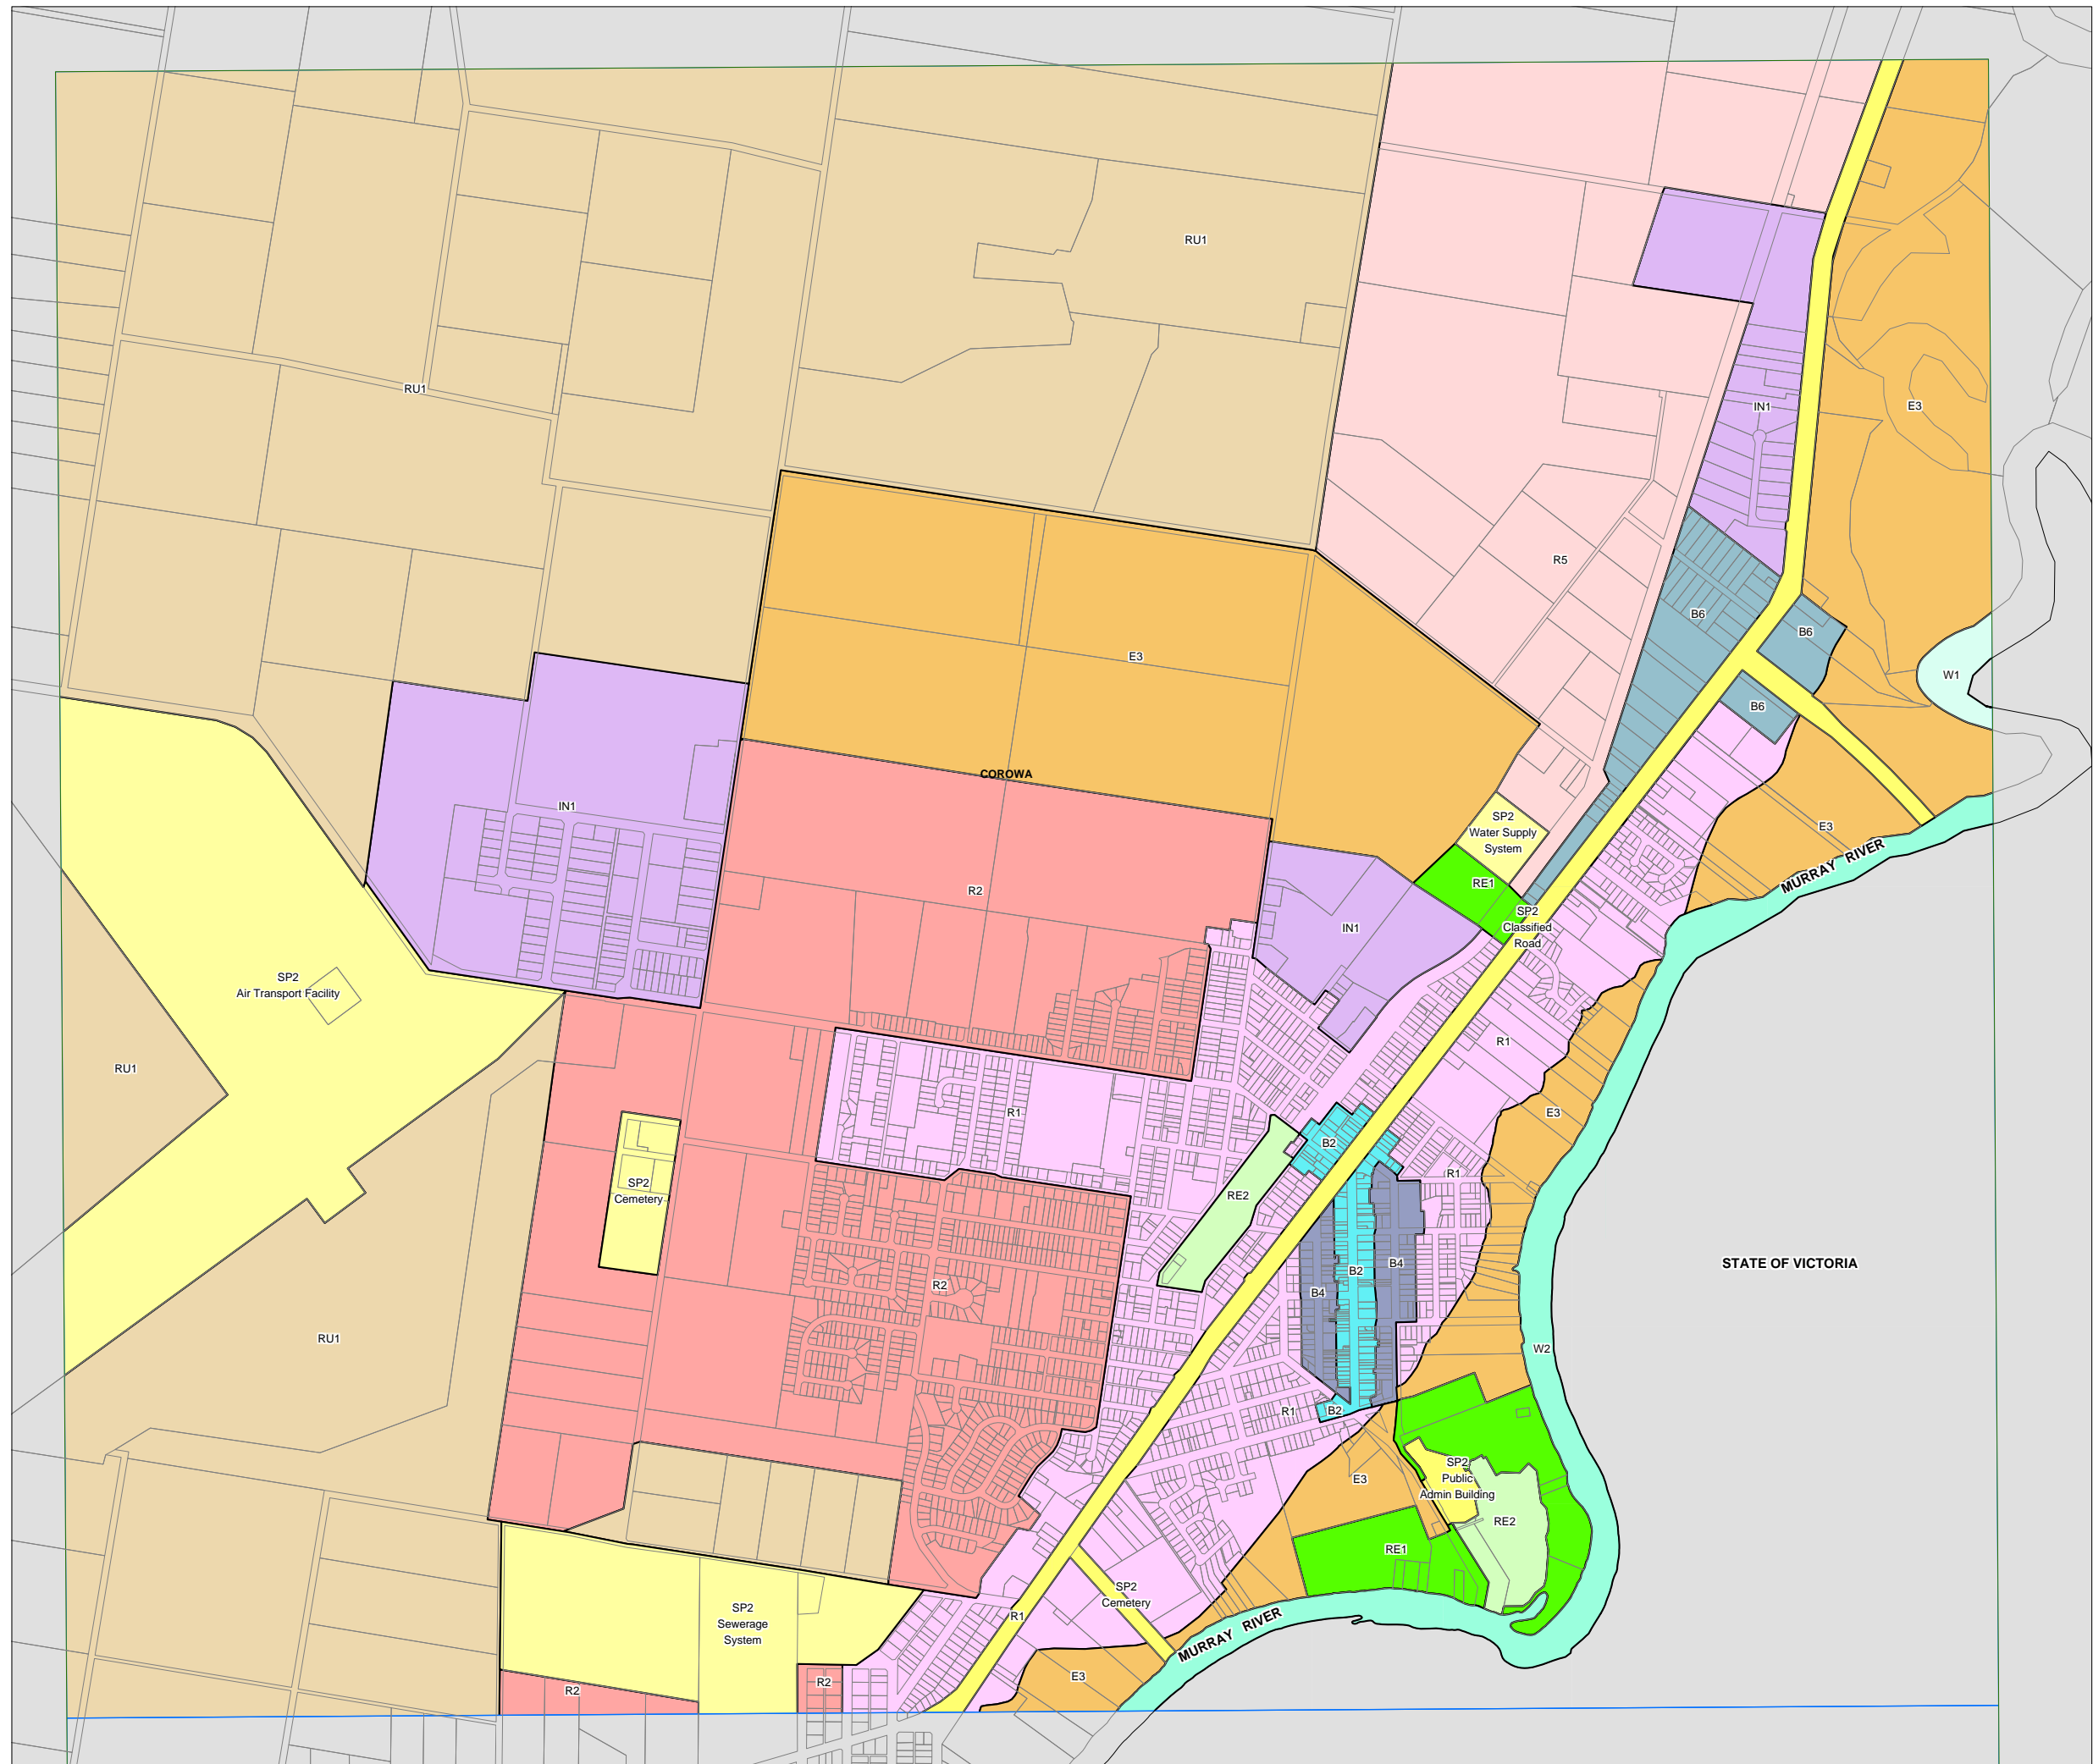 RU1
RU1
E3
IN1
R5
B6
B6
E3
W1
B6
COROWA
IN1
SP2
Water Supply
System
E3
MURRAY RIVER
R2
RE1
SP2
Classified
Road
IN1
SP2
Air Transport Facility
R1
RU1
R1
E3
B2
R1
SP2
Cemetery
RE2
STATE OF VICTORIA
B4
B2
R2
B4
RU1
W2
R1
B2
E3
SP2
Public
Admin Building
RE2
RE1
SP2
Cemetery
SP2
Sewerage
System
R1
MURRAY RIVER
E3
R2
R2